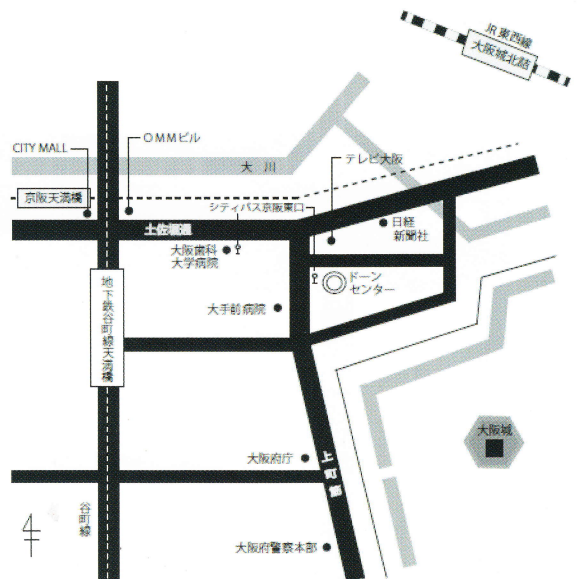 JR東西線
大阪城北詰
CITY MALL
OMMビル
大川
テレビ大阪
京阪天満橋
シティバス京阪東口
土佐堀通
日経
新聞社
大阪歯科
大学病院
ドーン
センター
地下鉄谷町線天満橋
大手前病院
大阪城
大阪府庁
上町筋
谷町線
大阪府警察本部